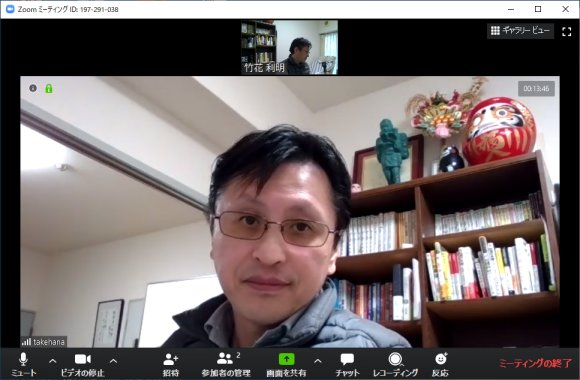 Zoom ミーティング ID: 197-291-038
ギャラリー ビュー
竹花 利明
00:13:46
takehana
ミュート
ビデオの停止
招待
2
参加者の管理
画面を共有
チャット
レコーディング
反応
ミーティングの終了